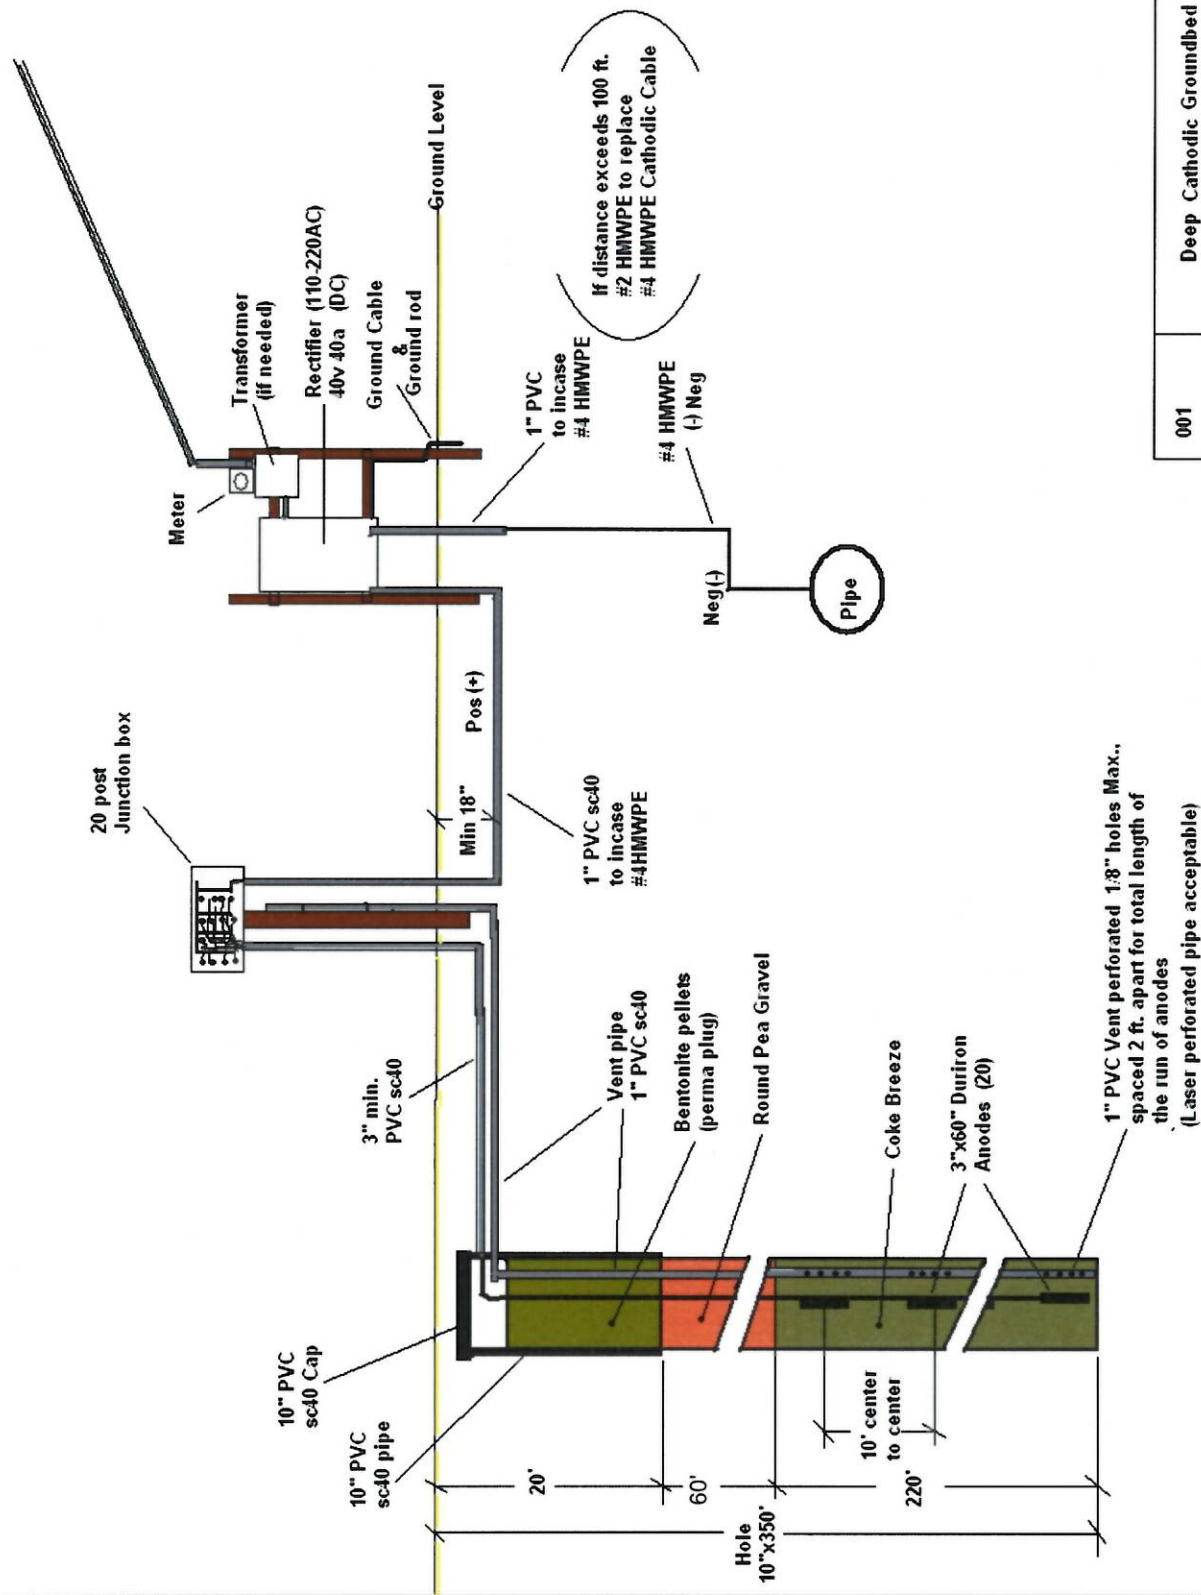 20 post
Junction box
Meter
Transformer
(if needed)
Rectifier (110-220AC)
40v 40a (DC)
Ground Cable
&
Ground rod
Ground Level
10" PVC
sc40 Cap
10" PVC
sc40 pipe
3" min.
PVC sc40
Min 18"
Pos (+)
1" PVC sc40
to incase
#4HMWPE
1" PVC
to incase
#4 HMWPE
If distance exceeds 100 ft.
#2 HMWPE to replace
#4 HMWPE Cathodic Cable
#4 HMWPE
(-) Neg
Neg(-)
Pipe
Vent pipe
1" PVC sc40
Bentonite pellets
(perma plug)
Round Pea Gravel
Coke Breeze
3"x60" Duriron
Anodes (20)
1" PVC Vent perforated 1/8" holes Max.,
spaced 2 ft. apart for total length of
the run of anodes
(Laser perforated pipe acceptable)
20'
60'
220'
10' center
to center
Hole
10"x350'
001
Deep Cathodic Groundbed